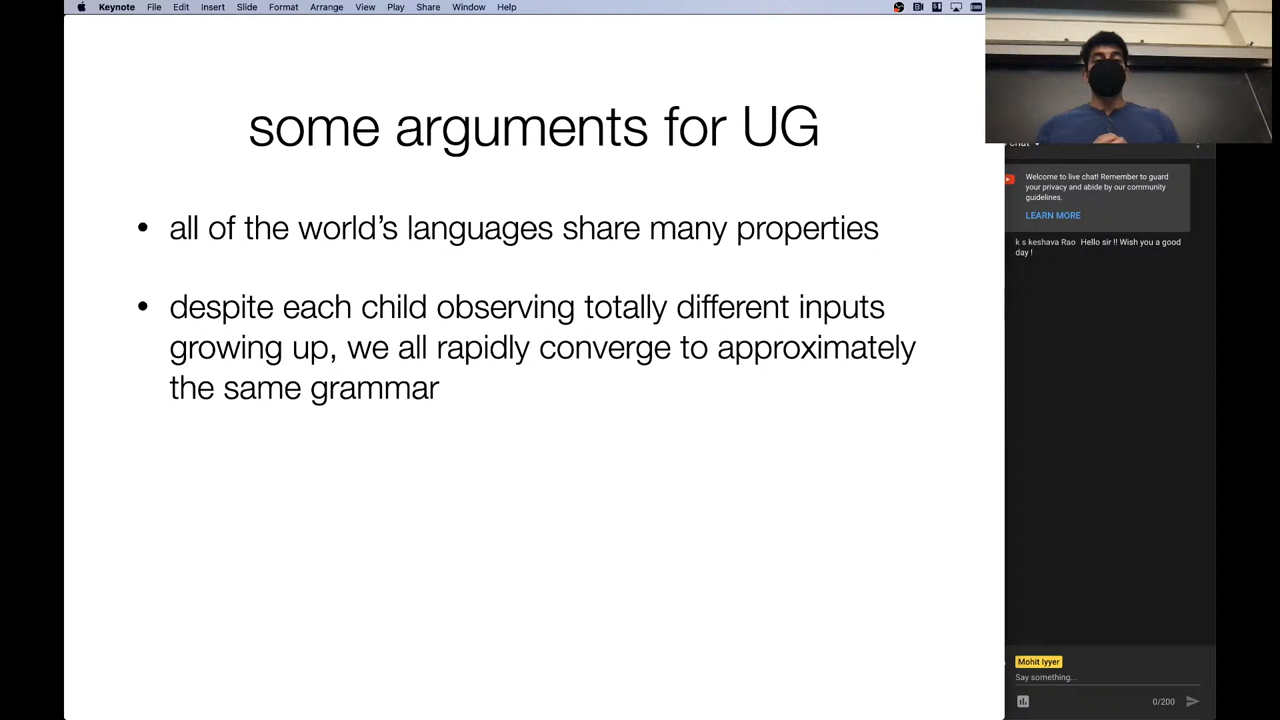 Keynote File Edit Insert Slide Format Arrange View Play Share Window Help
some arguments for UG
• all of the world's languages share many properties
• despite each child observing totally different inputs
growing up, we all rapidly converge to approximately
the same grammar
Welcome to live chat! Remember to guard
your privacy and abide by our community
guidelines.
LEARN MORE
k s keshava Rao Hello sir !! Wish you a good
day !
Mohit Iyyer
Say something...
0/200